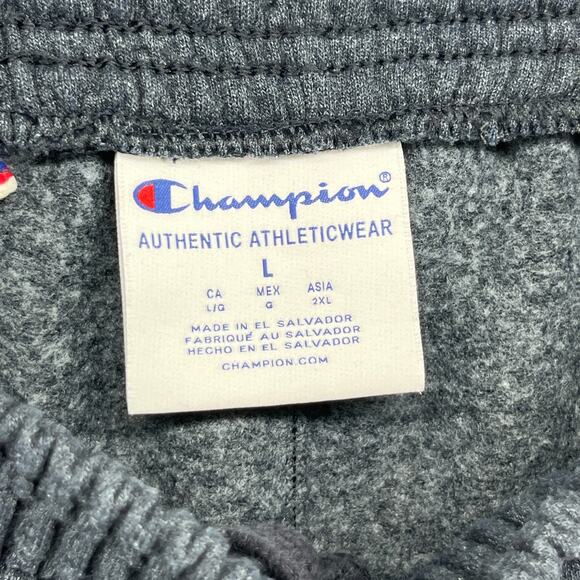 Champion®
AUTHENTIC ATHLETICWEAR
L
CA MEX ASIA
L/G G 2XL
MADE IN EL SALVADOR
FABRIQUÉ AU SALVADOR
HECHO EN EL SALVADOR
CHAMPION.COM